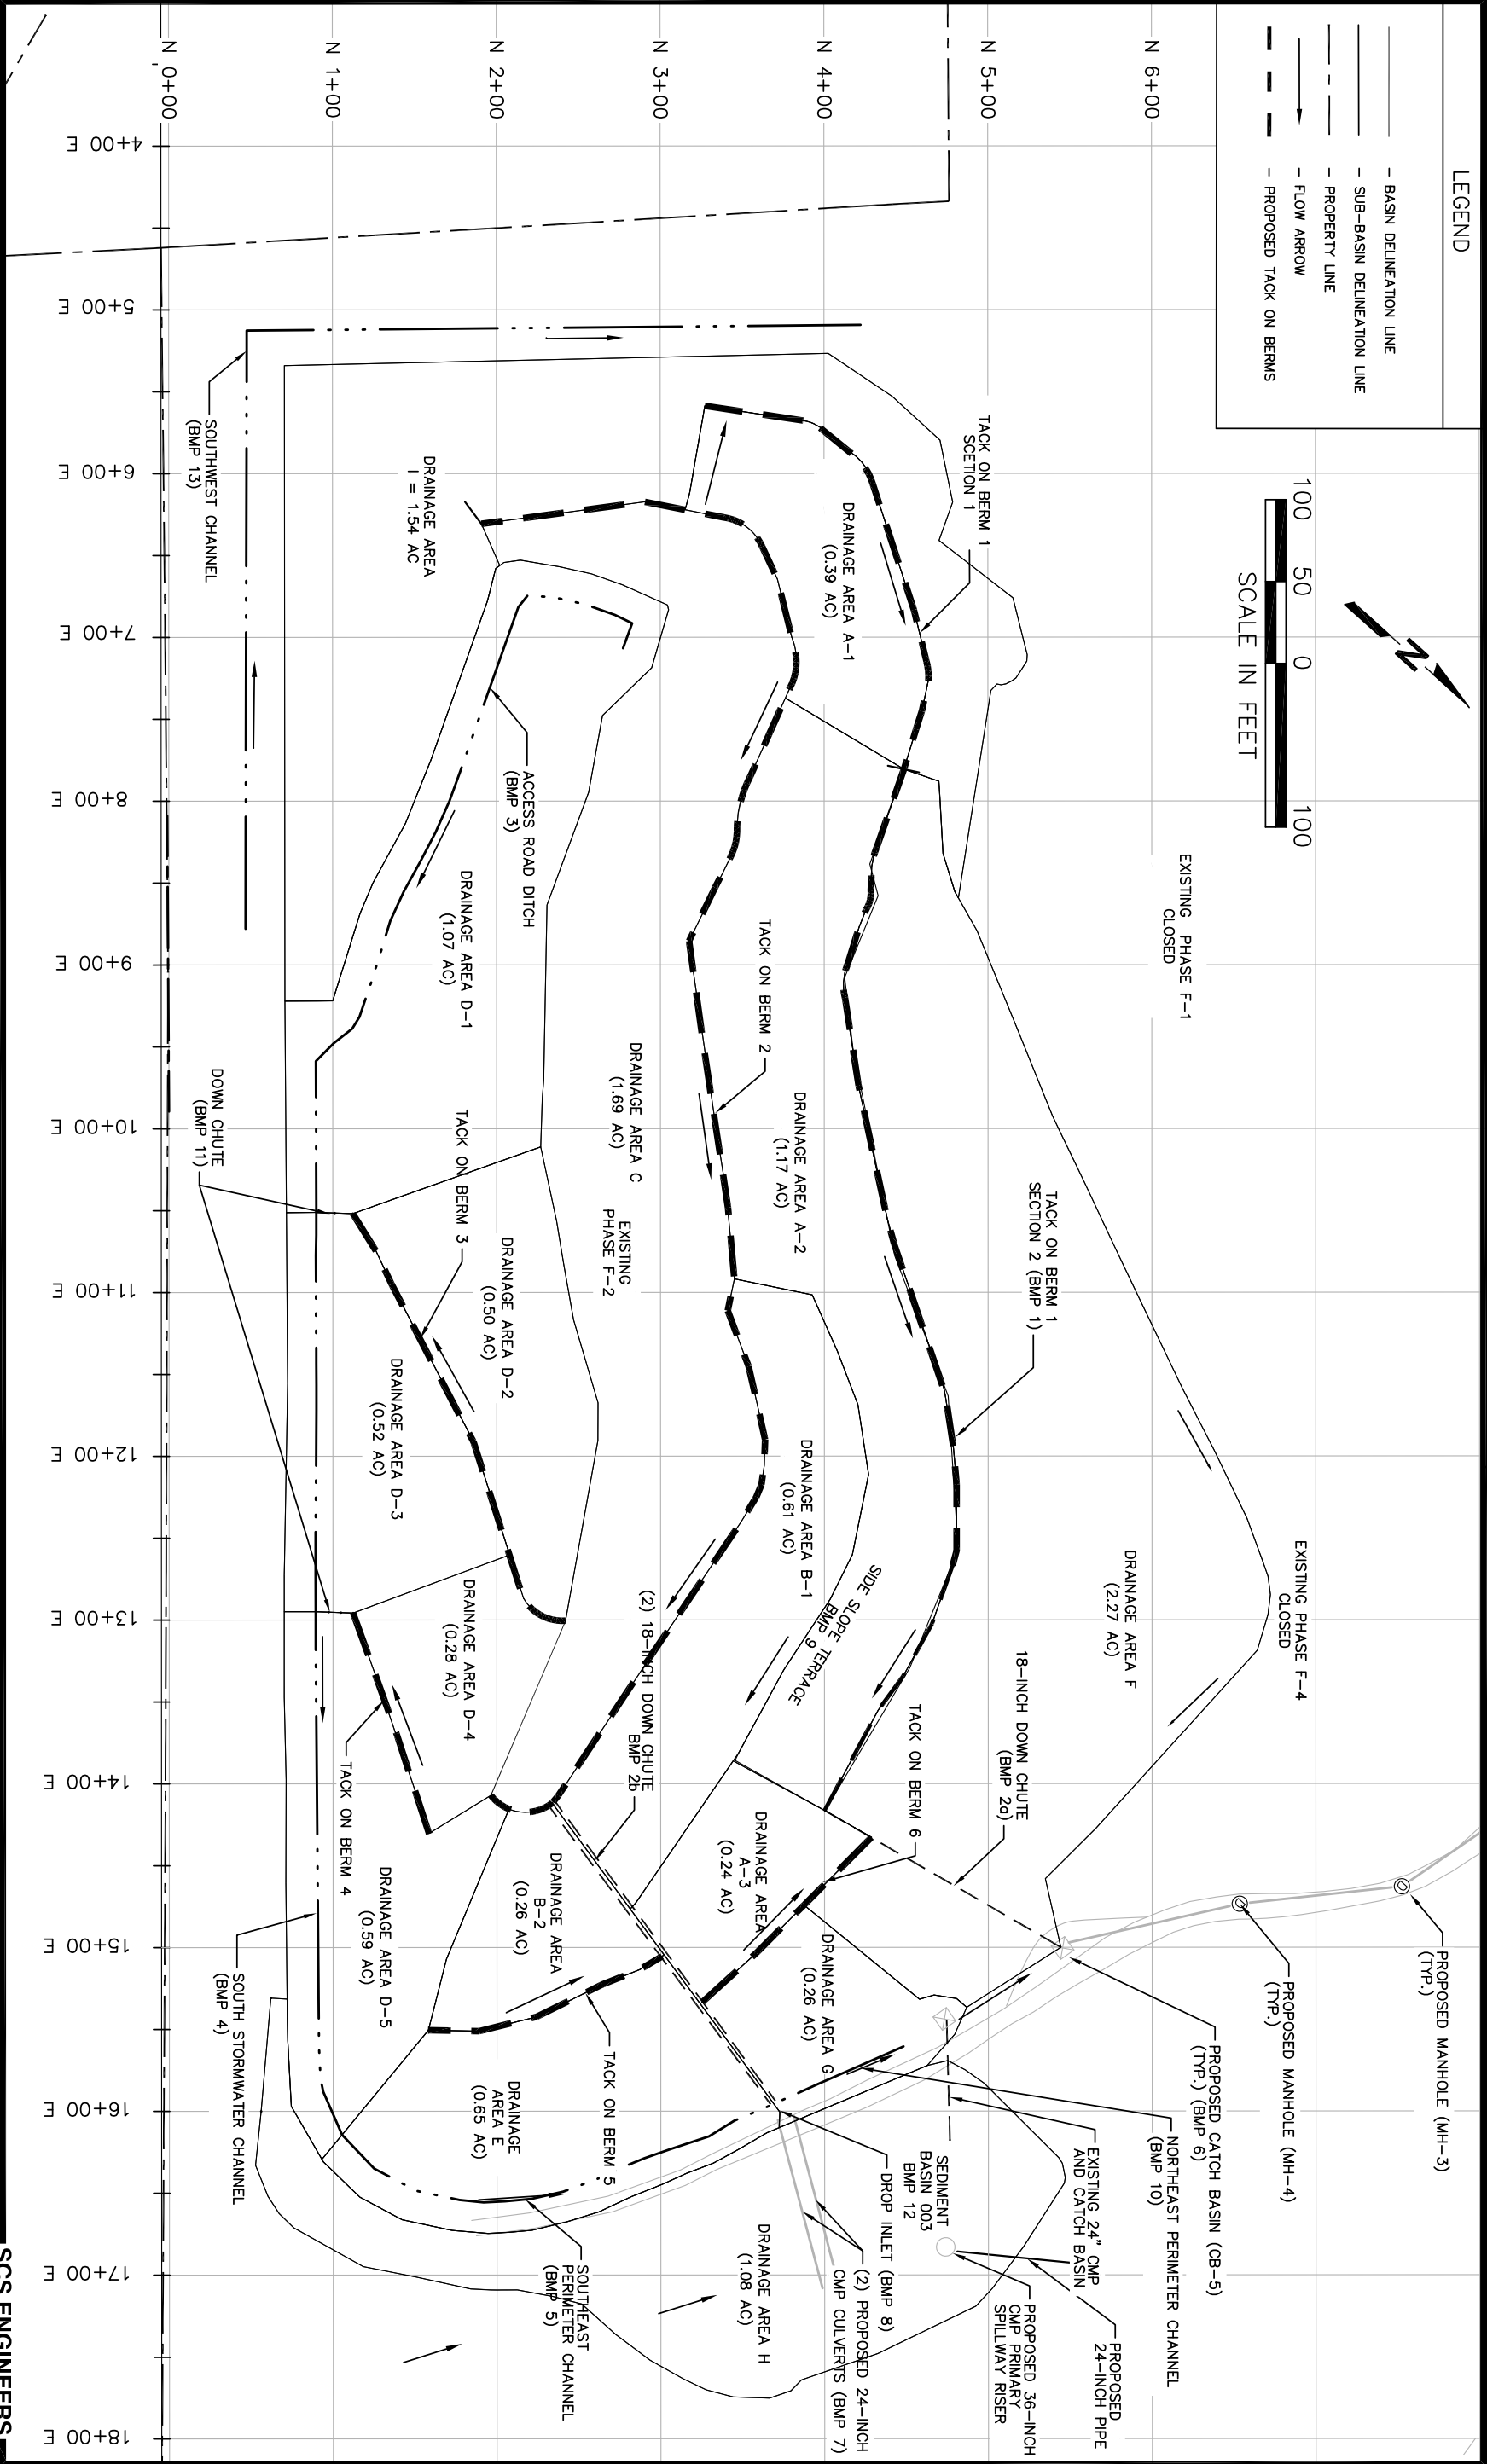 LEGEND
- BASIN DELINEATION LINE
- SUB-BASIN DELINEATION LINE
- PROPERTY LINE
- FLOW ARROW
- PROPOSED TACK ON BERMS
100
50
0
100
SCALE IN FEET
N
N 6+00
N 5+00
N 4+00
N 3+00
N 2+00
N 1+00
N 0+00
4+00 E
5+00 E
6+00 E
7+00 E
8+00 E
9+00 E
10+00 E
11+00 E
12+00 E
13+00 E
14+00 E
15+00 E
16+00 E
17+00 E
18+00 E
TACK ON BERM 1
SCETION 1
DRAINAGE AREA A-1
(0.39 AC)
DRAINAGE AREA
I = 1.54 AC
SOUTHWEST CHANNEL
(BMP 13)
EXISTING PHASE F-1
CLOSED
ACCESS ROAD DITCH
(BMP 3)
DRAINAGE AREA D-1
(1.07 AC)
TACK ON BERM 2
DRAINAGE AREA C
(1.69 AC)
DRAINAGE AREA A-2
(1.17 AC)
DOWN CHUTE
(BMP 11)
TACK ON BERM 3
TACK ON BERM 1
SECTION 2 (BMP 1)
EXISTING
PHASE F-2
DRAINAGE AREA D-2
(0.50 AC)
DRAINAGE AREA D-3
(0.52 AC)
DRAINAGE AREA B-1
(0.61 AC)
EXISTING PHASE F-4
CLOSED
DRAINAGE AREA F
(2.27 AC)
SIDE SLOPE TERRACE
BMP 9
DRAINAGE AREA D-4
(0.28 AC)
(2) 18-INCH DOWN CHUTE
BMP 2b
18-INCH DOWN CHUTE
(BMP 2a)
TACK ON BERM 6
TACK ON BERM 4
DRAINAGE AREA
A-3
(0.24 AC)
DRAINAGE AREA
B-2
(0.26 AC)
DRAINAGE AREA D-5
(0.59 AC)
DRAINAGE AREA G
(0.26 AC)
PROPOSED MANHOLE (MH-3)
(TYP.)
PROPOSED MANHOLE (MH-4)
(TYP.)
PROPOSED CATCH BASIN (CB-5)
(TYP.) (BMP 6)
NORTHEAST PERIMETER CHANNEL
(BMP 10)
EXISTING 24" CMP
AND CATCH BASIN
SOUTH STORMWATER CHANNEL
(BMP 4)
TACK ON BERM 5
DRAINAGE
AREA E
(0.65 AC)
SEDIMENT
BASIN 003
BMP 12
DROP INLET (BMP 8)
(2) PROPOSED 24-INCH
CMP CULVERTS (BMP 7)
DRAINAGE AREA H
(1.08 AC)
SOUTHEAST
PERIMETER CHANNEL
(BMP 5)
PROPOSED
24-INCH PIPE
PROPOSED 36-INCH
CMP PRIMARY
SPILLWAY RISER
SCS ENGINEERS